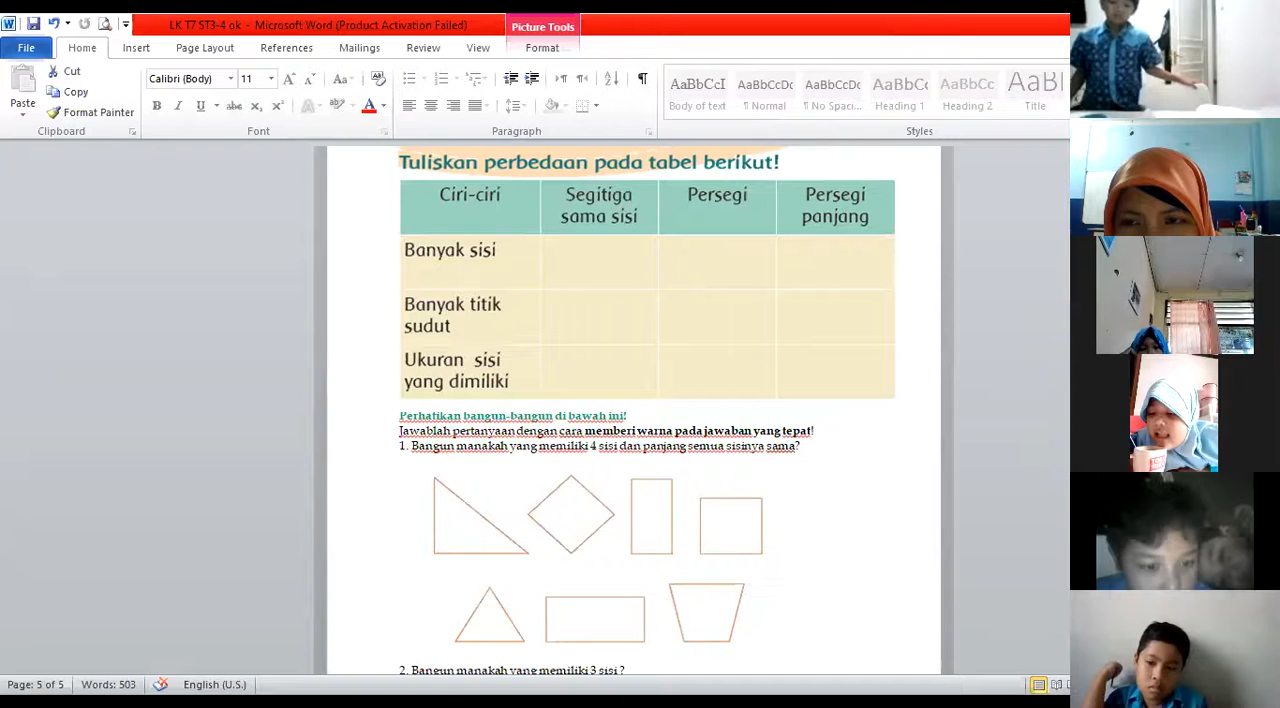 LK T7 ST3-4 ok - Microsoft Word (Product Activation Failed)
Picture Tools
File Home Insert Page Layout References Mailings Review View Format
Paste
Cut
Copy
Format Painter
Clipboard
Calibri (Body) 11
Font
Paragraph
AaBbCcI AaBbCcDc AaBbCcDc AaBbCc AaBbCc AaBl
Body of text ¶ Normal ¶ No Spaci... Heading 1 Heading 2 Title
Styles
Tuliskan perbedaan pada tabel berikut!
Ciri-ciri Segitiga sama sisi Persegi Persegi panjang
Banyak sisi
Banyak titik
sudut
Ukuran sisi
yang dimiliki
Perhatikan bangun-bangun di bawah ini!
Jawablah pertanyaan dengan cara memberi warna pada jawaban yang tepat!
1. Bangun manakah yang memiliki 4 sisi dan panjang semua sisinya sama?
2. Bangun manakah yang memiliki 3 sisi ?
Page: 5 of 5 Words: 503 English (U.S.)